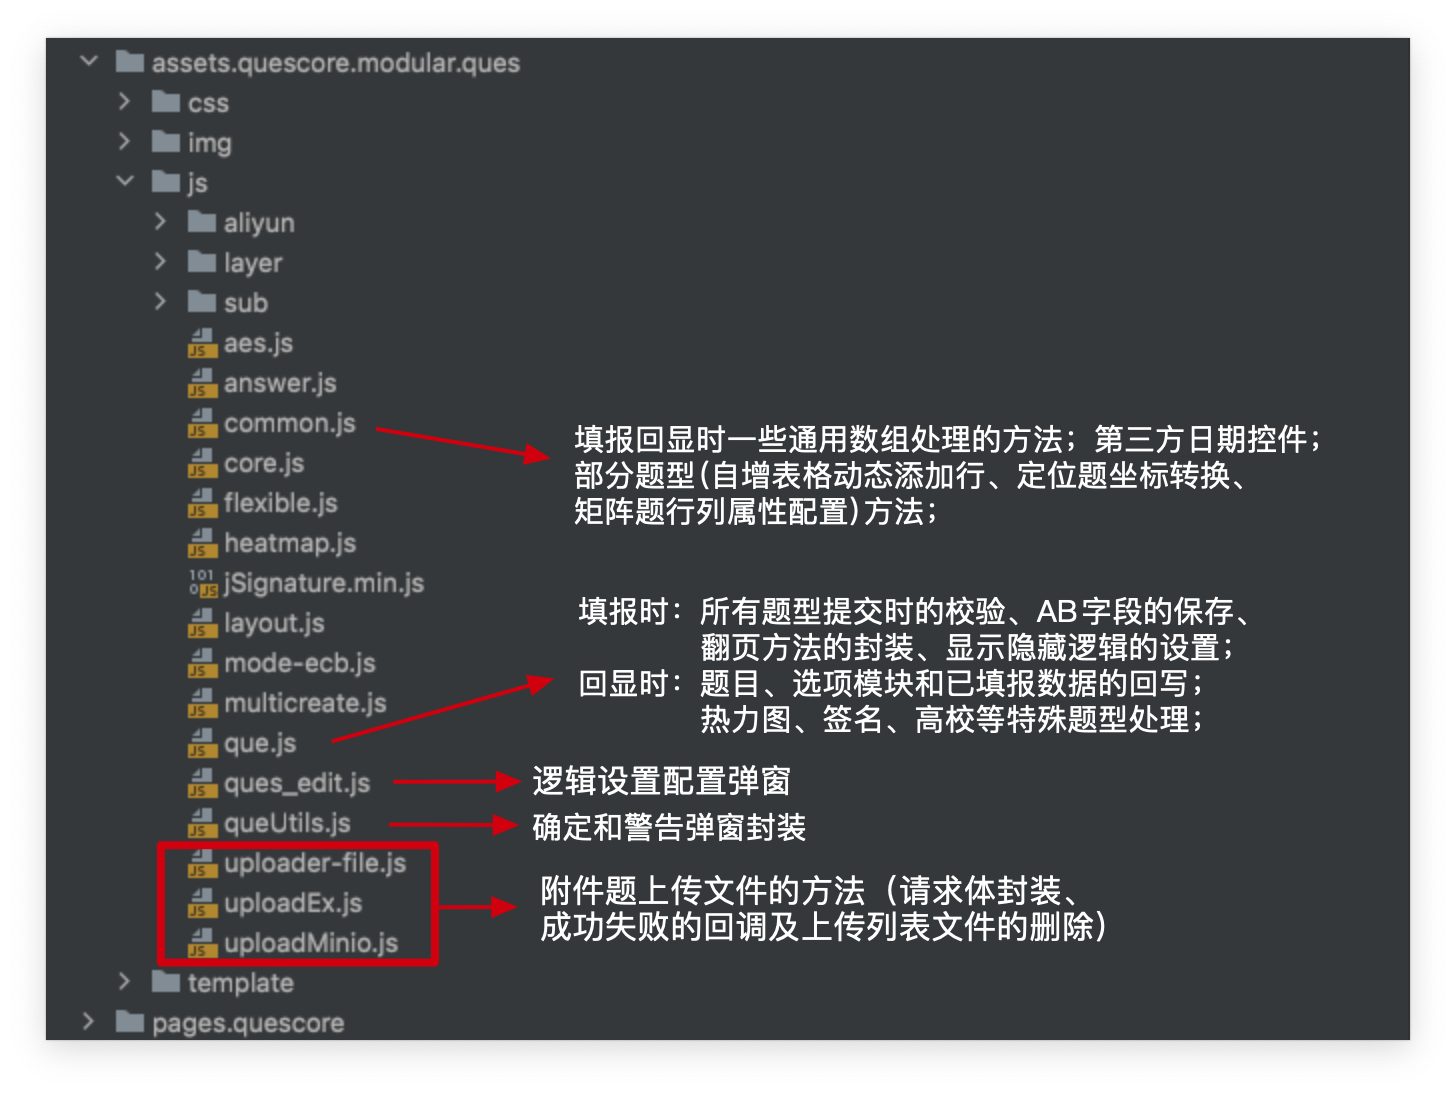 assets.quescore.modular.ques
css
img
js
aliyun
layer
sub
aes.js
answer.js
common.js
填报回显时一些通用数组处理的方法；第三方日期控件；
部分题型(自增表格动态添加行、定位题坐标转换、
矩阵题行列属性配置)方法；
core.js
flexible.js
heatmap.js
jSignature.min.js
layout.js
mode-ecb.js
multicreate.js
que.js
填报时：所有题型提交时的校验、AB字段的保存、
翻页方法的封装、显示隐藏逻辑的设置；
回显时：题目、选项模块和已填报数据的回写；
热力图、签名、高校等特殊题型处理；
ques_edit.js
逻辑设置配置弹窗
queUtils.js
确定和警告弹窗封装
uploader-file.js
uploadEx.js
uploadMinio.js
附件题上传文件的方法（请求体封装、
成功失败的回调及上传列表文件的删除）
template
pages.quescore